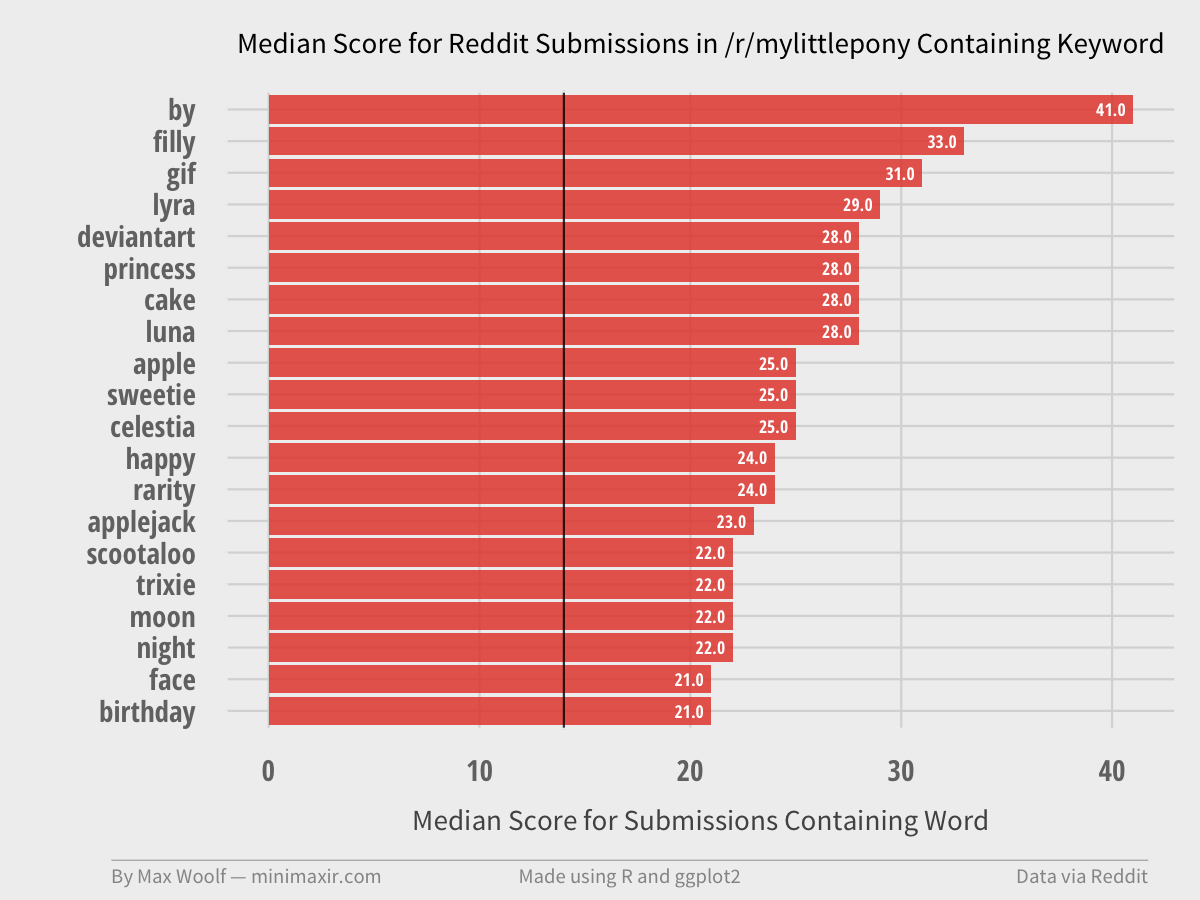 Median Score for Reddit Submissions in /r/mylittlepony Containing Keyword
by 41.0
filly 33.0
gif 31.0
lyra 29.0
deviantart 28.0
princess 28.0
cake 28.0
luna 28.0
apple 25.0
sweetie 25.0
celestia 25.0
happy 24.0
rarity 24.0
applejack 23.0
scootaloo 22.0
trixie 22.0
moon 22.0
night 22.0
face 21.0
birthday 21.0
0 10 20 30 40
Median Score for Submissions Containing Word
By Max Woolf — minimaxir.com Made using R and ggplot2 Data via Reddit